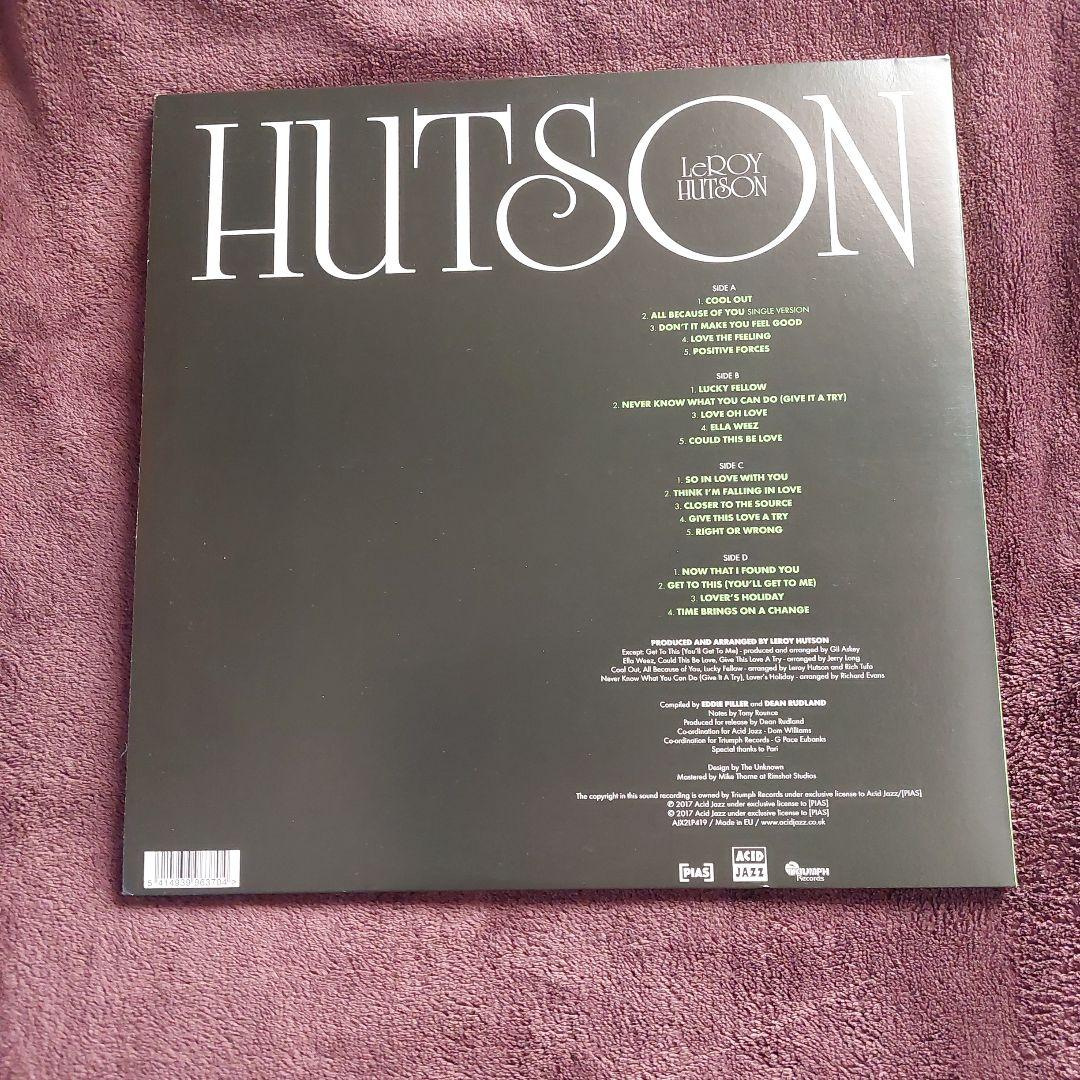 HUTSON
LeROY
HUTSON
SIDE A
1. COOL OUT
2. ALL BECAUSE OF YOU SINGLE VERSION
3. DON'T IT MAKE YOU FEEL GOOD
4. LOVE THE FEELING
5. POSITIVE FORCES
SIDE B
1. LUCKY FELLOW
2. NEVER KNOW WHAT YOU CAN DO (GIVE IT A TRY)
3. LOVE OH LOVE
4. ELLA WEEZ
5. COULD THIS BE LOVE
SIDE C
1. SO IN LOVE WITH YOU
2. THINK I'M FALLING IN LOVE
3. CLOSER TO THE SOURCE
4. GIVE THIS LOVE A TRY
5. RIGHT OR WRONG
SIDE D
1. NOW THAT I FOUND YOU
2. GET TO THIS (YOU'LL GET TO ME)
3. LOVER'S HOLIDAY
4. TIME BRINGS ON A CHANGE
PRODUCED AND ARRANGED BY LEROY HUTSON
Except: Get To This (You'll Get To Me) - produced and arranged by Gil Askey
Ella Weez, Could This Be Love, Give This Love A Try - arranged by Jerry Long
Cool Out, All Because of You, Lucky Fellow - arranged by Leroy Hutson and Rich Tufo
Never Know What You Can Do (Give It A Try), Lover's Holiday - arranged by Richard Evans
Compiled by EDDIE PILLER and DEAN RUDLAND
Notes by Tony Rounce
Produced for release by Dean Rudland
Co-ordination for Acid Jazz - Dom Williams
Co-ordination for Triumph Records - G Pace Eubanks
Special thanks to Pari
Design by The Unknown
Mastered by Mike Thorne at Rimshot Studios
The copyright in this sound recording is owned by Triumph Records under exclusive license to Acid Jazz/[PIAS]
℗ 2017 Acid Jazz under exclusive license to [PIAS]
© 2017 Acid Jazz under exclusive license to [PIAS]
AJX2LP419 / Made in EU / www.acidjazz.co.uk
5 414939 963704 >
[PIAS]
ACID
JAZZ
TRIUMPH
Records